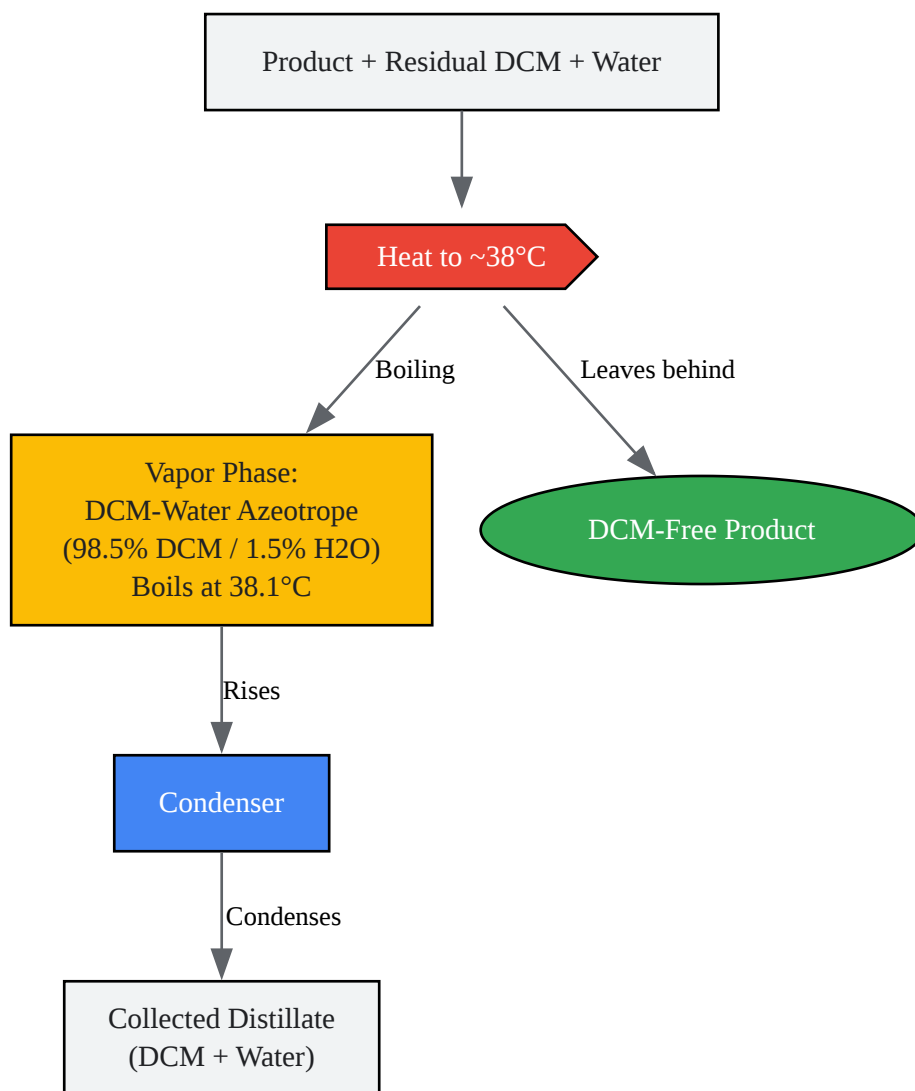 Product + Residual DCM + Water
Heat to ~38°C
Boiling
Leaves behind
Vapor Phase:
DCM-Water Azeotrope
(98.5% DCM / 1.5% H2O)
Boils at 38.1°C
DCM-Free Product
Rises
Condenser
Condenses
Collected Distillate
(DCM + Water)